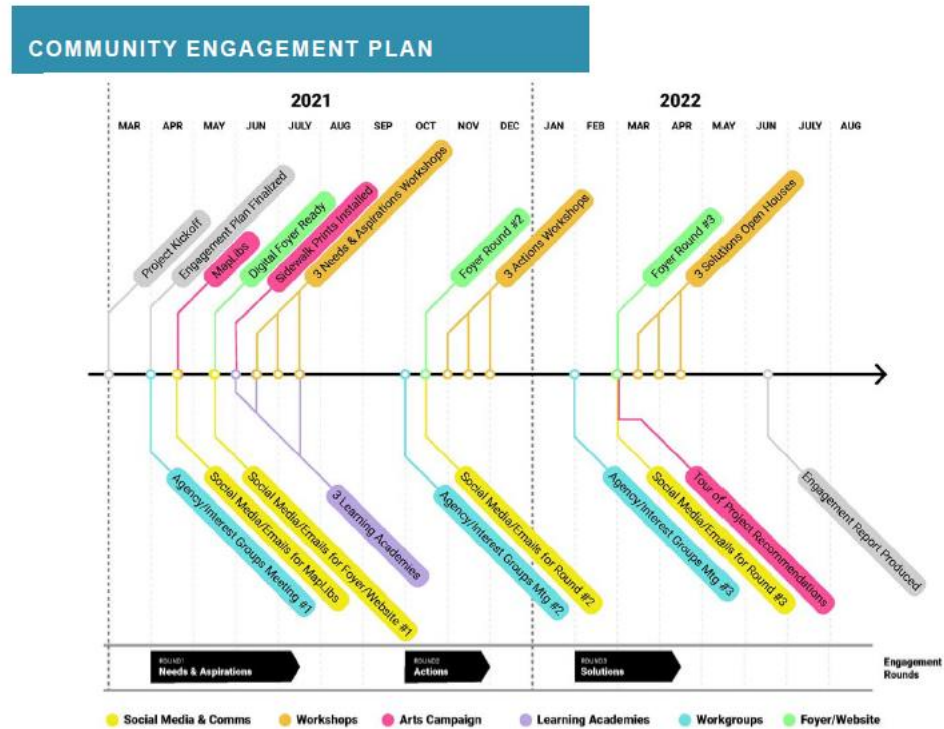 COMMUNITY ENGAGEMENT PLAN
2021
2022
MAR APR MAY JUN JULY AUG SEP OCT NOV DEC JAN FEB MAR APR MAY JUN JULY AUG
Project Kickoff
Engagement Plan Finalized
MapLibs
Digital Foyer Ready
Sidewalk Prints Installed
3 Needs & Aspirations Workshops
Foyer Round #2
3 Actions Workshops
Foyer Round #3
3 Solutions Open Houses
Agency/Interest Groups Meeting #1
Social Media/Emails for MapLibs
Social Media/Emails for Foyer/Website #1
3 Learning Academies
Agency/Interest Groups Mtg #2
Social Media/Emails for Round #2
Agency/Interest Groups Mtg #3
Social Media/Emails for Round #3
Tour of Project Recommendations
Engagement Report Produced
ROUND1
Needs & Aspirations
ROUND2
Actions
ROUND3
Solutions
Engagement
Rounds
Social Media & Comms
Workshops
Arts Campaign
Learning Academies
Workgroups
Foyer/Website